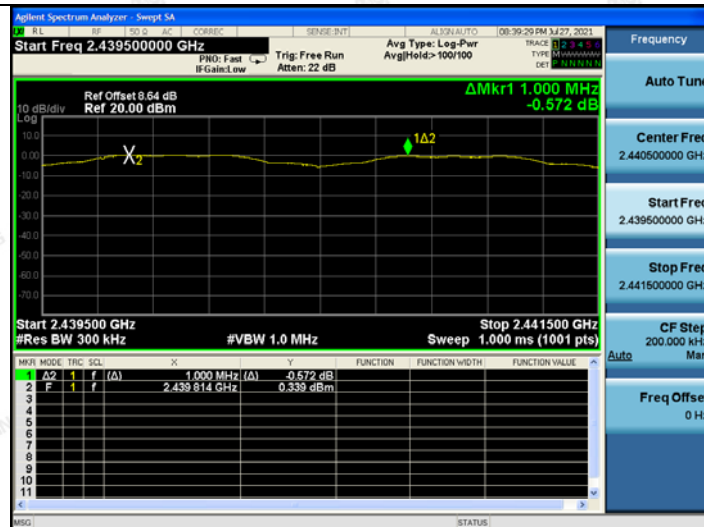 Agilent Spectrum Analyzer - Swept SA
RL RF 50 Ω AC CORREC SENSE:INT ALIGN AUTO 08:39:29 PM Jul 27, 2021
Start Freq 2.439500000 GHz
PNO: Fast
IFGain:Low
Trig: Free Run
Atten: 22 dB
Avg Type: Log-Pwr
Avg|Hold:> 100/100
TRACE 1 2 3 4 5 6
TYPE M
DET P N N N N N
Frequency
Auto Tune
ΔMkr1 1.000 MHz
-0.572 dB
Ref Offset 8.64 dB
Ref 20.00 dBm
10 dB/div
Log
10.0
0.00
-10.0
-20.0
-30.0
-40.0
-50.0
-60.0
-70.0
X2
1Δ2
Center Freq
2.440500000 GHz
Start Freq
2.439500000 GHz
Stop Freq
2.441500000 GHz
CF Step
200.000 kHz
Auto Man
Freq Offset
0 Hz
Start 2.439500 GHz Stop 2.441500 GHz
#Res BW 300 kHz #VBW 1.0 MHz Sweep 1.000 ms (1001 pts)
MKR MODE TRC SCL X Y FUNCTION FUNCTION WIDTH FUNCTION VALUE
1 Δ2 1 f (Δ) 1.000 MHz (Δ) -0.572 dB
2 F 1 f 2.439 814 GHz 0.339 dBm
3
4
5
6
7
8
9
10
11
MSG STATUS